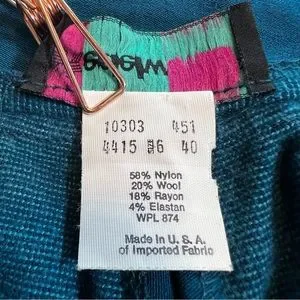 10303 451
4415 #6 40
58% Nylon
20% Wool
18% Rayon
4% Elastan
WPL 874
Made in U. S. A.
of Imported Fabric